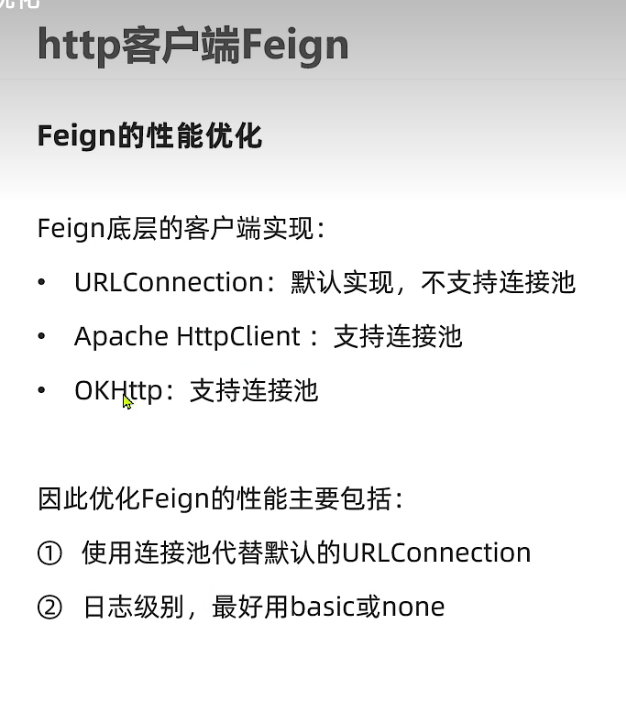 优化
http客户端Feign
Feign的性能优化
Feign底层的客户端实现：
• URLConnection：默认实现，不支持连接池
• Apache HttpClient ：支持连接池
• OKHttp：支持连接池
因此优化Feign的性能主要包括：
① 使用连接池代替默认的URLConnection
② 日志级别，最好用basic或none